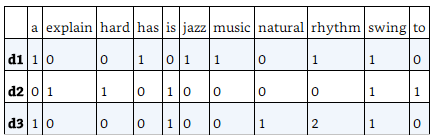 a explain hard has is jazz music natural rhythm swing to
d1 1 0 0 1 0 1 1 0 1 1 0
d2 0 1 1 0 1 0 0 0 0 1 1
d3 1 0 0 0 1 0 0 1 2 1 0